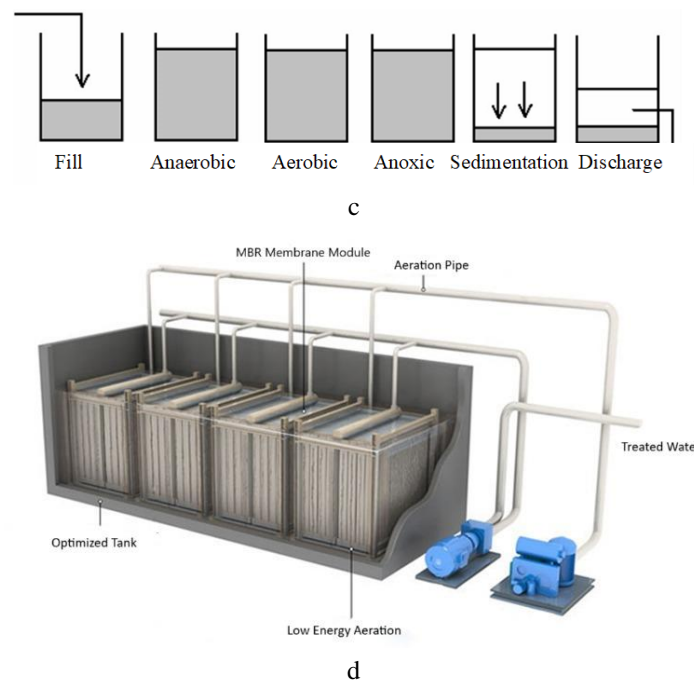 Fill Anaerobic Aerobic Anoxic Sedimentation Discharge
c
MBR Membrane Module
Aeration Pipe
Treated Wate
Optimized Tank
Low Energy Aeration
d